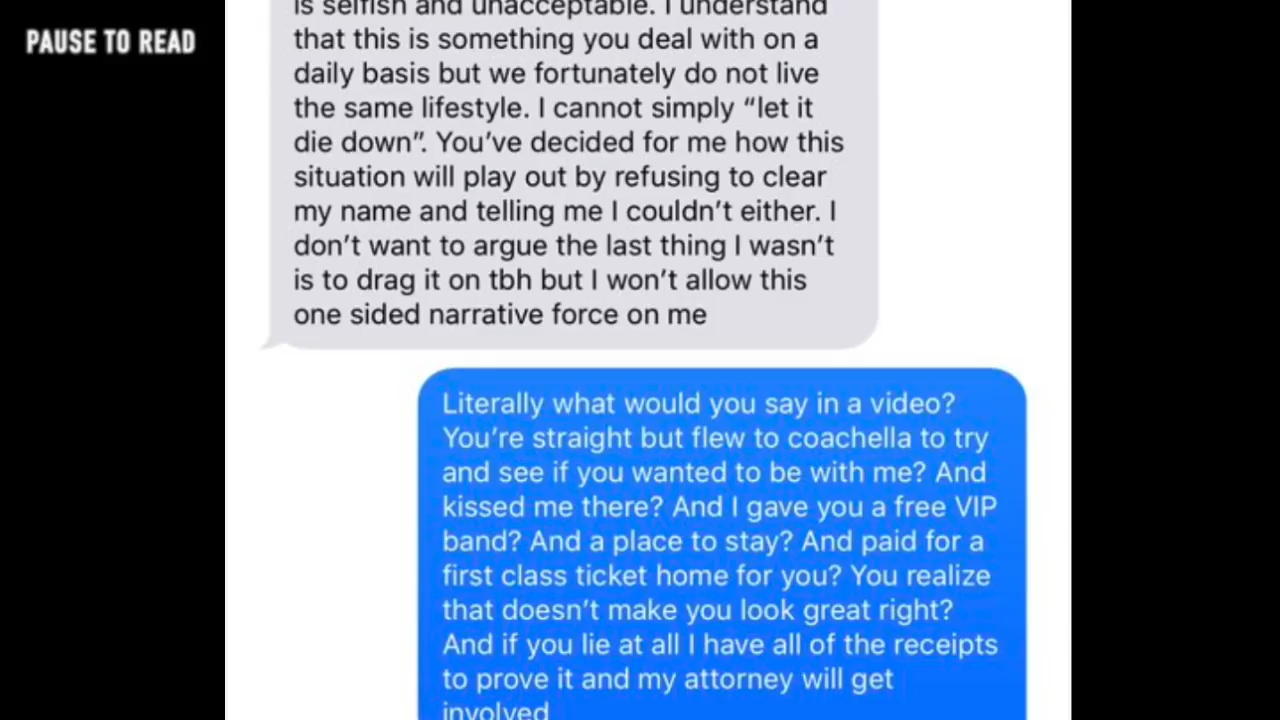 PAUSE TO READ
is selfish and unacceptable. I understand
that this is something you deal with on a
daily basis but we fortunately do not live
the same lifestyle. I cannot simply “let it
die down”. You’ve decided for me how this
situation will play out by refusing to clear
my name and telling me I couldn’t either. I
don’t want to argue the last thing I wasn’t
is to drag it on tbh but I won’t allow this
one sided narrative force on me
Literally what would you say in a video?
You’re straight but flew to coachella to try
and see if you wanted to be with me? And
kissed me there? And I gave you a free VIP
band? And a place to stay? And paid for a
first class ticket home for you? You realize
that doesn’t make you look great right?
And if you lie at all I have all of the receipts
to prove it and my attorney will get
involved